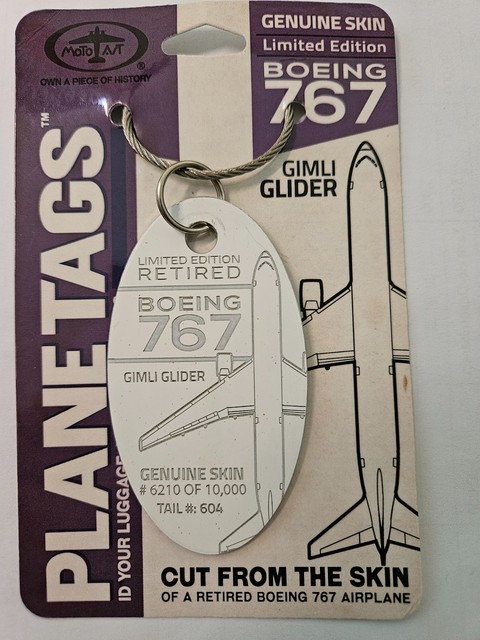 MOTOART
®
OWN A PIECE OF HISTORY
GENUINE SKIN
Limited Edition
BOEING
767
GIMLI
GLIDER
PLANETAGS™
ID YOUR LUGGAGE
LIMITED EDITION
RETIRED
BOEING
767
GIMLI GLIDER
GENUINE SKIN
# 6210 OF 10,000
TAIL #: 604
CUT FROM THE SKIN
OF A RETIRED BOEING 767 AIRPLANE